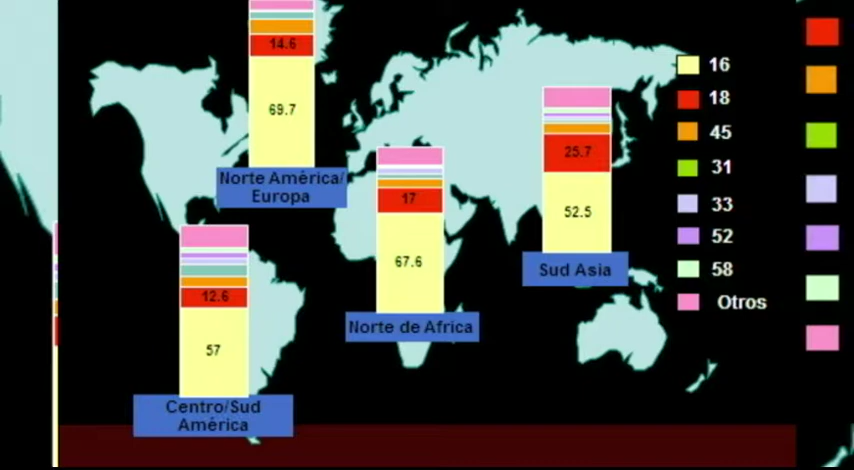 14.6
69.7
Norte América/
Europa
25.7
52.5
Sud Asia
17
67.6
Norte de Africa
12.6
57
Centro/Sud
América
16
18
45
31
33
52
58
Otros